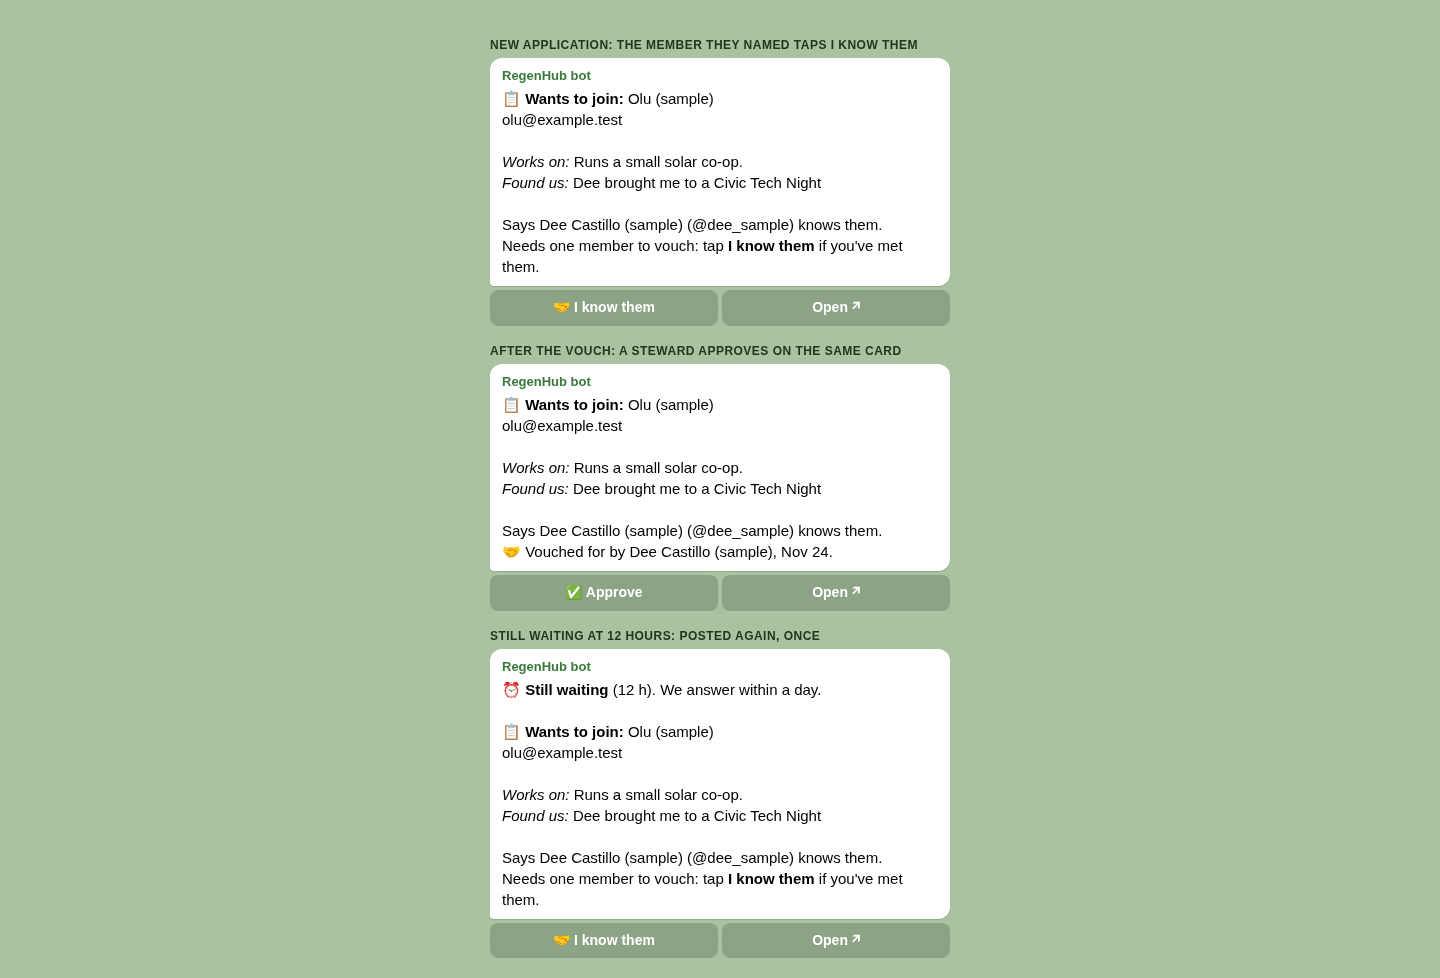 NEW APPLICATION: THE MEMBER THEY NAMED TAPS I KNOW THEM
RegenHub bot
📋 Wants to join: Olu (sample)
olu@example.test
Works on: Runs a small solar co-op.
Found us: Dee brought me to a Civic Tech Night
Says Dee Castillo (sample) (@dee_sample) knows them.
Needs one member to vouch: tap I know them if you've met
them.
🤝 I know them
Open ↗
AFTER THE VOUCH: A STEWARD APPROVES ON THE SAME CARD
RegenHub bot
📋 Wants to join: Olu (sample)
olu@example.test
Works on: Runs a small solar co-op.
Found us: Dee brought me to a Civic Tech Night
Says Dee Castillo (sample) (@dee_sample) knows them.
🤝 Vouched for by Dee Castillo (sample), Nov 24.
✅ Approve
Open ↗
STILL WAITING AT 12 HOURS: POSTED AGAIN, ONCE
RegenHub bot
⏰ Still waiting (12 h). We answer within a day.
📋 Wants to join: Olu (sample)
olu@example.test
Works on: Runs a small solar co-op.
Found us: Dee brought me to a Civic Tech Night
Says Dee Castillo (sample) (@dee_sample) knows them.
Needs one member to vouch: tap I know them if you've met
them.
🤝 I know them
Open ↗